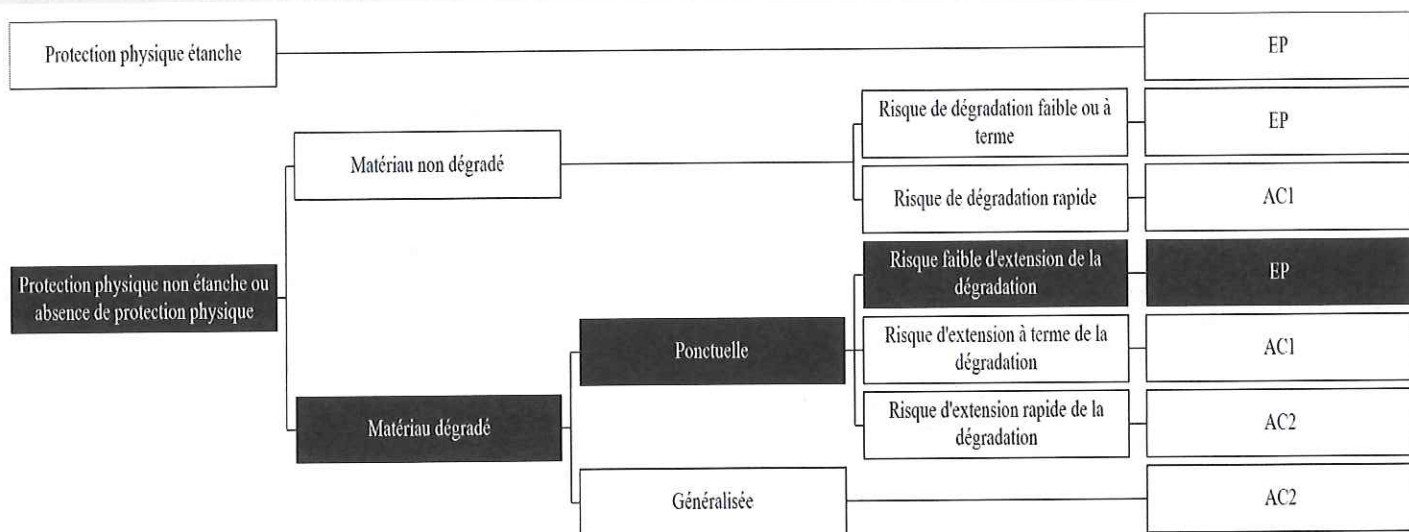 Protection physique étanche
EP
Risque de dégradation faible ou à
terme
EP
Matériau non dégradé
Risque de dégradation rapide
AC1
Protection physique non étanche ou
absence de protection physique
Risque faible d'extension de la
dégradation
EP
Ponctuelle
Risque d'extension à terme de la
dégradation
AC1
Matériau dégradé
Risque d'extension rapide de la
dégradation
AC2
Généralisée
AC2